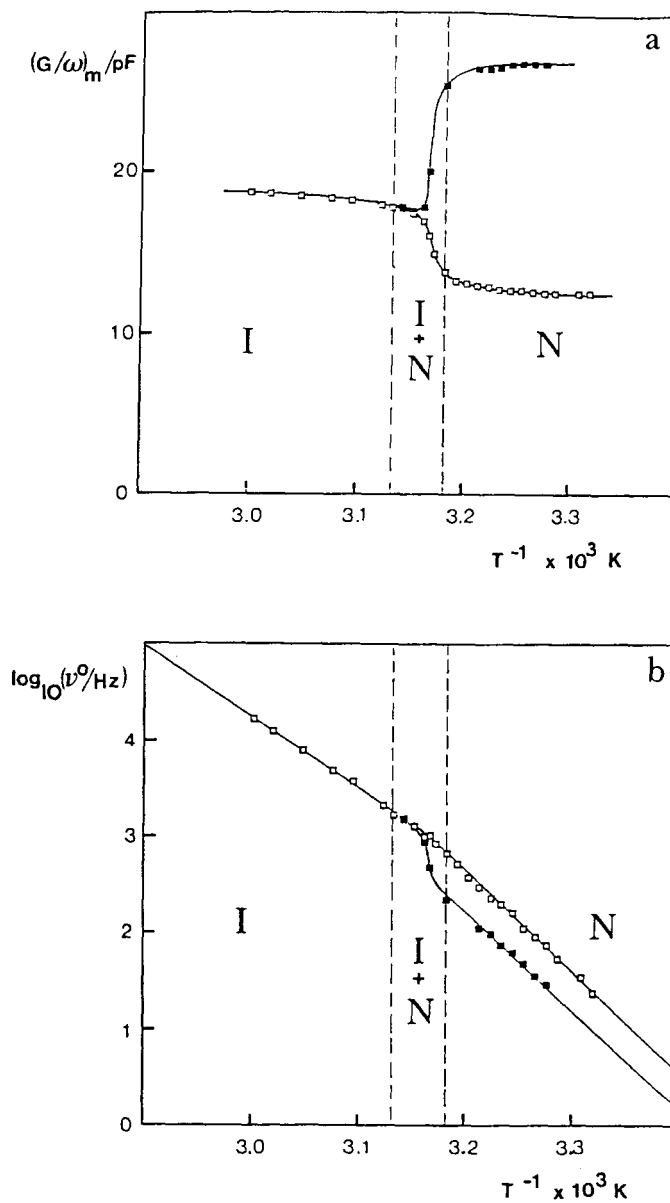 a
(G/ω)m/pF
20
10
0
I
I
+
N
N
3.0 3.1 3.2 3.3
T⁻¹ x 10³ K
b
log₁₀(ν⁰/Hz)
4
3
2
1
0
I
I
+
N
N
3.0 3.1 3.2 3.3
T⁻¹ x 10³ K